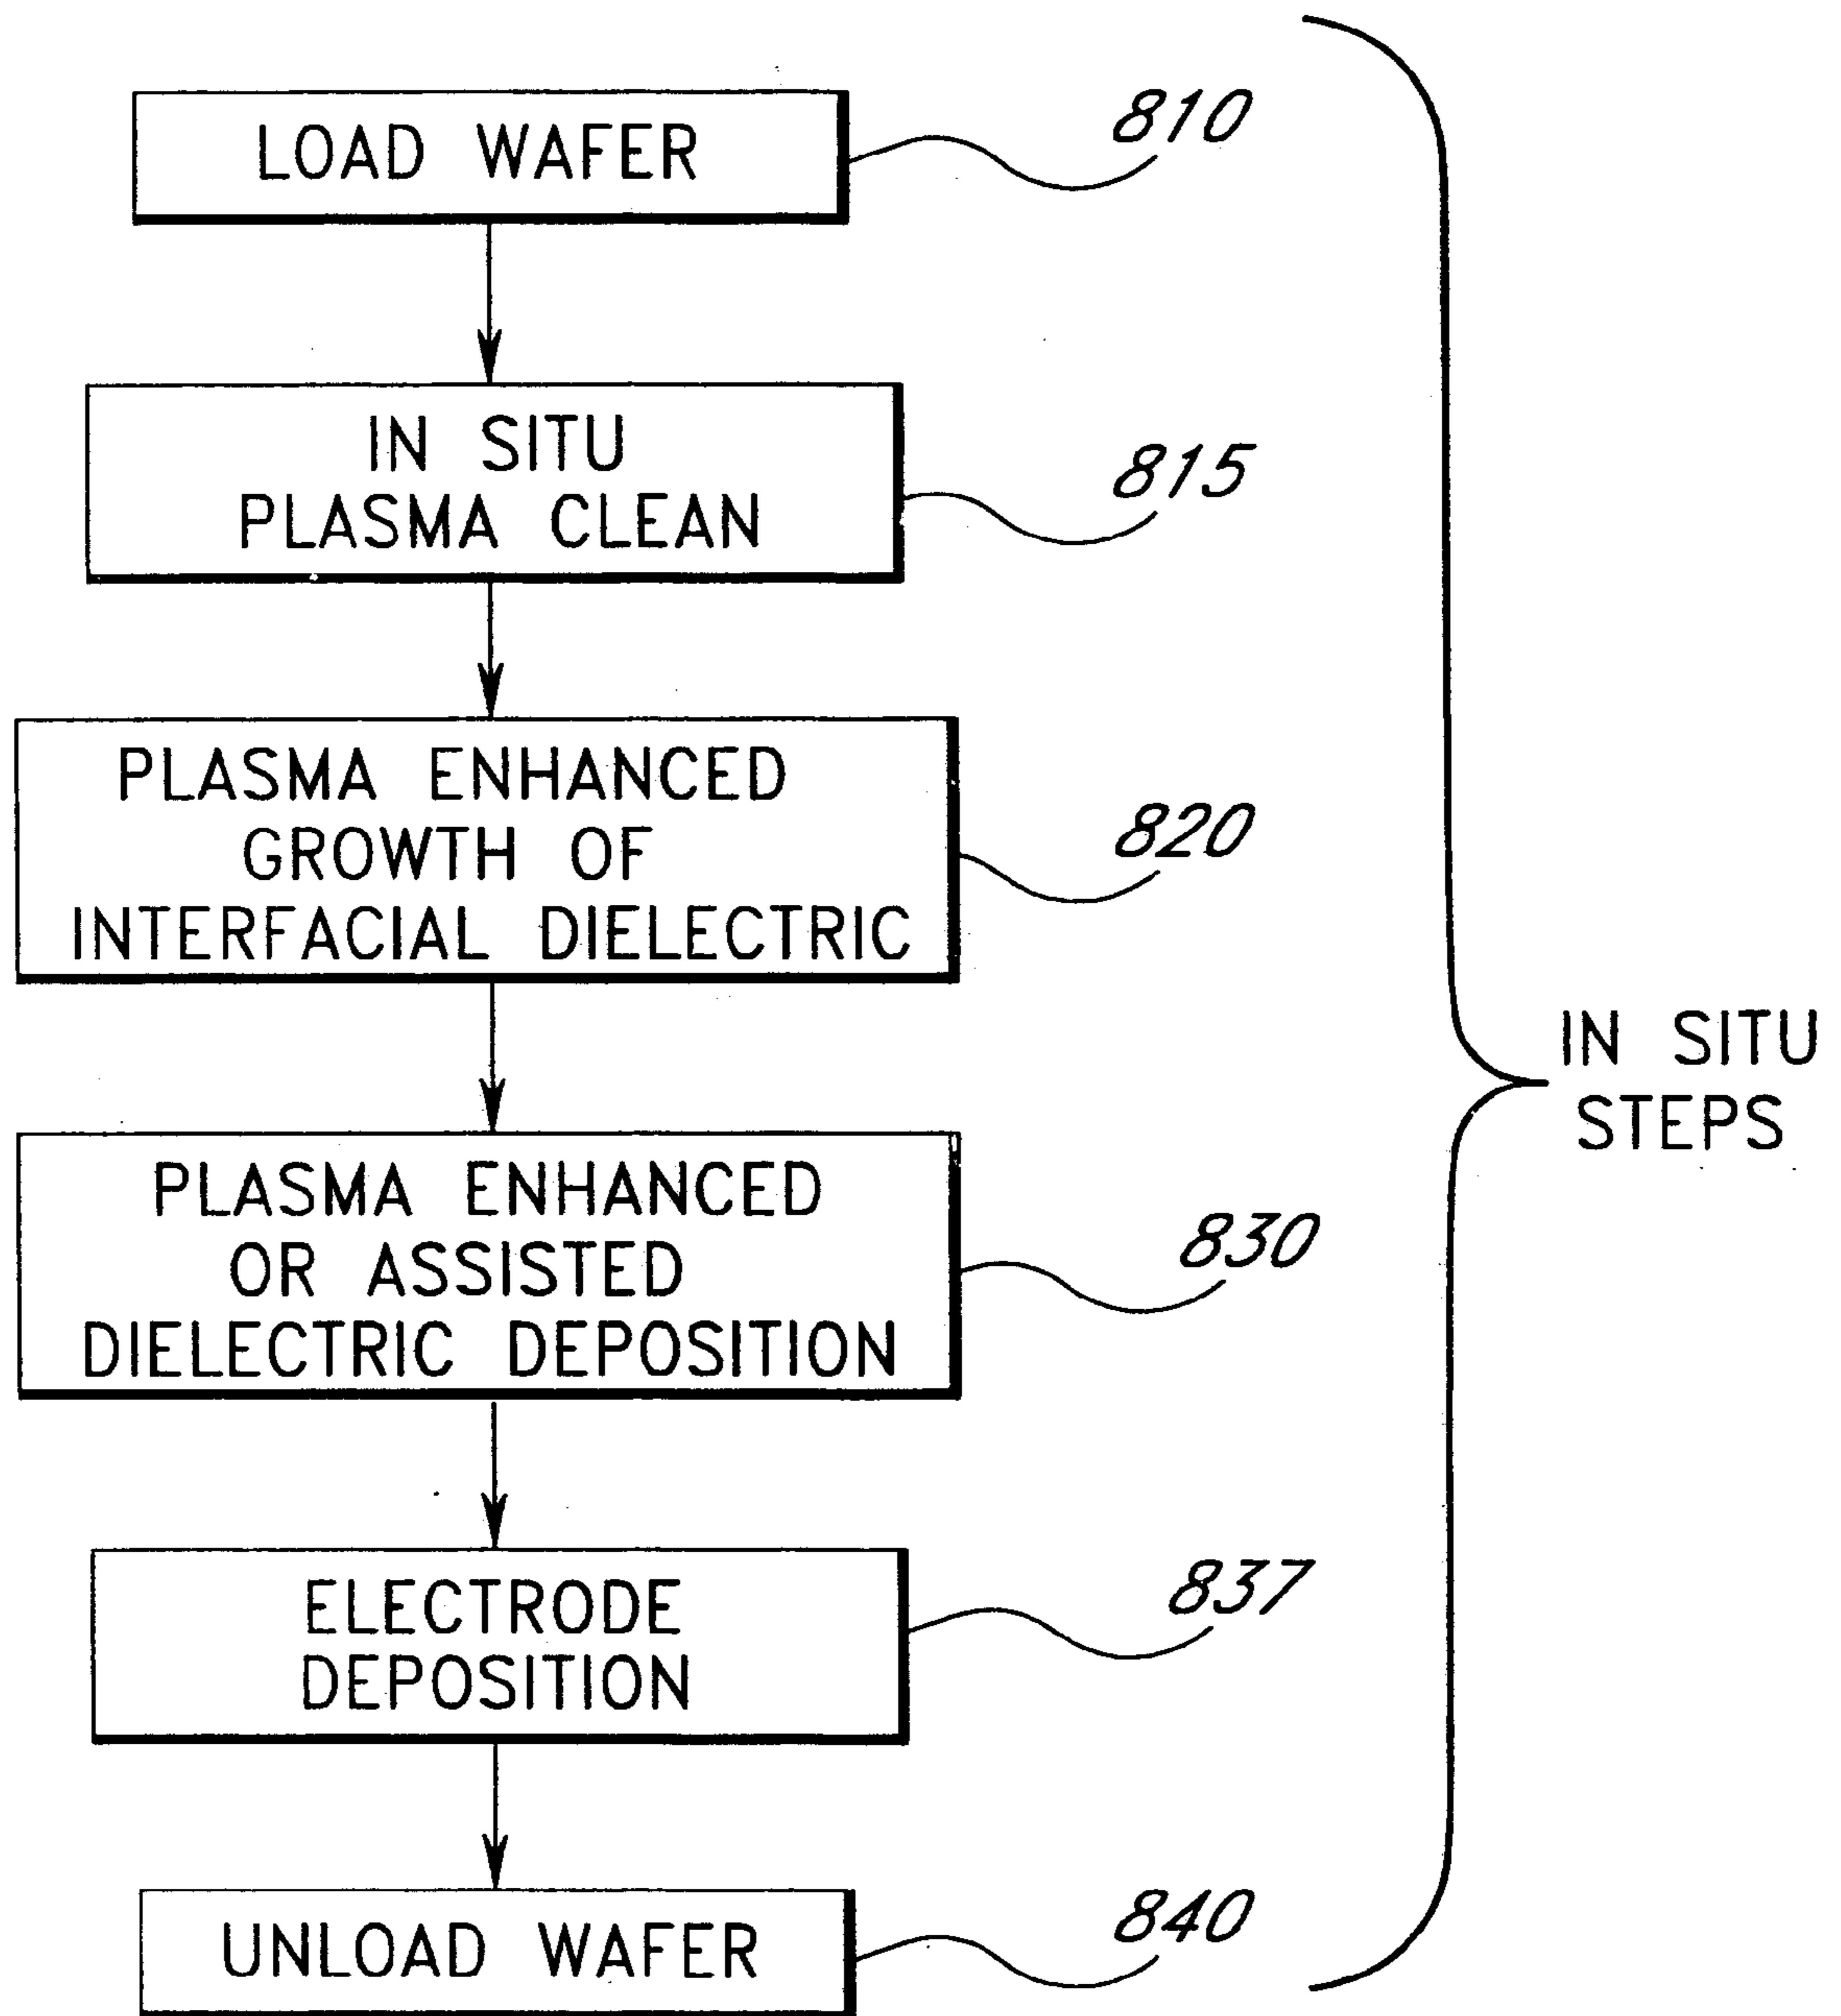 LOAD WAFER
810
IN SITU
PLASMA CLEAN
815
PLASMA ENHANCED
GROWTH OF
INTERFACIAL DIELECTRIC
820
PLASMA ENHANCED
OR ASSISTED
DIELECTRIC DEPOSITION
830
ELECTRODE
DEPOSITION
837
UNLOAD WAFER
840
IN SITU
STEPS